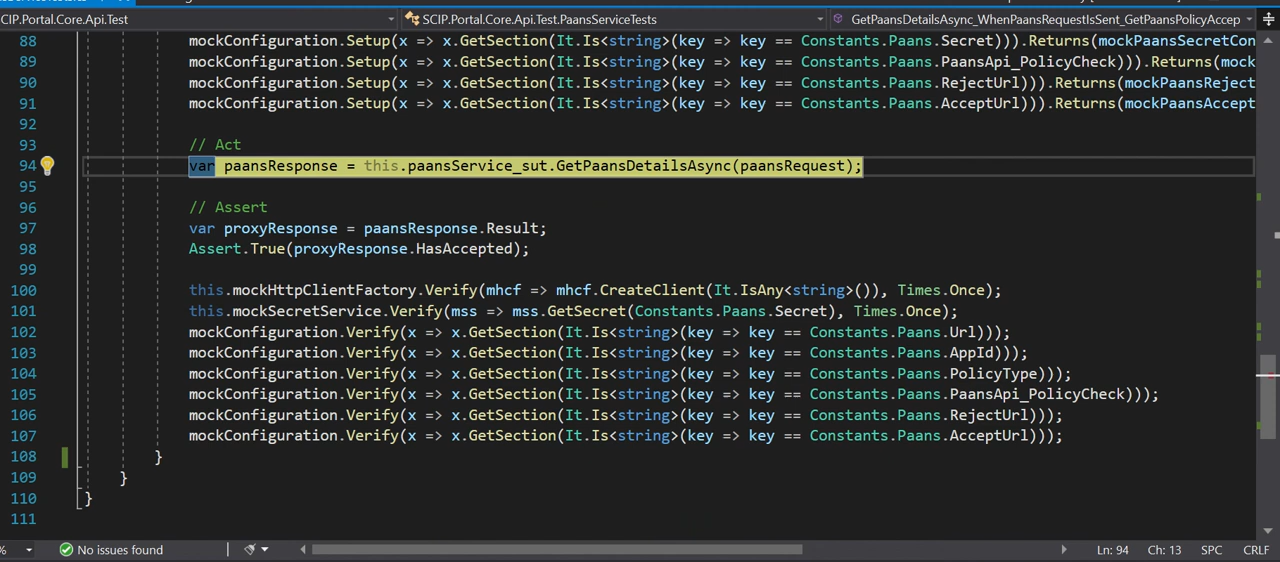 SCIP.Portal.Core.Api.Test
SCIP.Portal.Core.Api.Test.PaansServiceTests
GetPaansDetailsAsync_WhenPaansRequestIsSent_GetPaansPolicyAccep
88 mockConfiguration.Setup(x => x.GetSection(It.Is<string>(key => key == Constants.Paans.Secret))).Returns(mockPaansSecretCon
89 mockConfiguration.Setup(x => x.GetSection(It.Is<string>(key => key == Constants.Paans.PaansApi_PolicyCheck))).Returns(mock
90 mockConfiguration.Setup(x => x.GetSection(It.Is<string>(key => key == Constants.Paans.RejectUrl))).Returns(mockPaansReject
91 mockConfiguration.Setup(x => x.GetSection(It.Is<string>(key => key == Constants.Paans.AcceptUrl))).Returns(mockPaansAccept
92
93 // Act
94 var paansResponse = this.paansService_sut.GetPaansDetailsAsync(paansRequest);
95
96 // Assert
97 var proxyResponse = paansResponse.Result;
98 Assert.True(proxyResponse.HasAccepted);
99
100 this.mockHttpClientFactory.Verify(mhcf => mhcf.CreateClient(It.IsAny<string>()), Times.Once);
101 this.mockSecretService.Verify(mss => mss.GetSecret(Constants.Paans.Secret), Times.Once);
102 mockConfiguration.Verify(x => x.GetSection(It.Is<string>(key => key == Constants.Paans.Url)));
103 mockConfiguration.Verify(x => x.GetSection(It.Is<string>(key => key == Constants.Paans.AppId)));
104 mockConfiguration.Verify(x => x.GetSection(It.Is<string>(key => key == Constants.Paans.PolicyType)));
105 mockConfiguration.Verify(x => x.GetSection(It.Is<string>(key => key == Constants.Paans.PaansApi_PolicyCheck)));
106 mockConfiguration.Verify(x => x.GetSection(It.Is<string>(key => key == Constants.Paans.RejectUrl)));
107 mockConfiguration.Verify(x => x.GetSection(It.Is<string>(key => key == Constants.Paans.AcceptUrl)));
108 }
109 }
110 }
111
% No issues found Ln: 94 Ch: 13 SPC CRLF